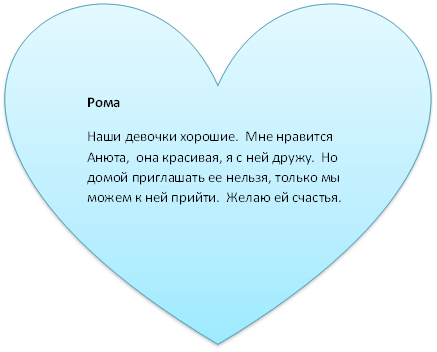 Рома
Наши девочки хорошие.  Мне нравится
Анюта,  она красивая, я с ней дружу.  Но
домой приглашать ее нельзя, только мы
можем к ней прийти.  Желаю ей счастья.